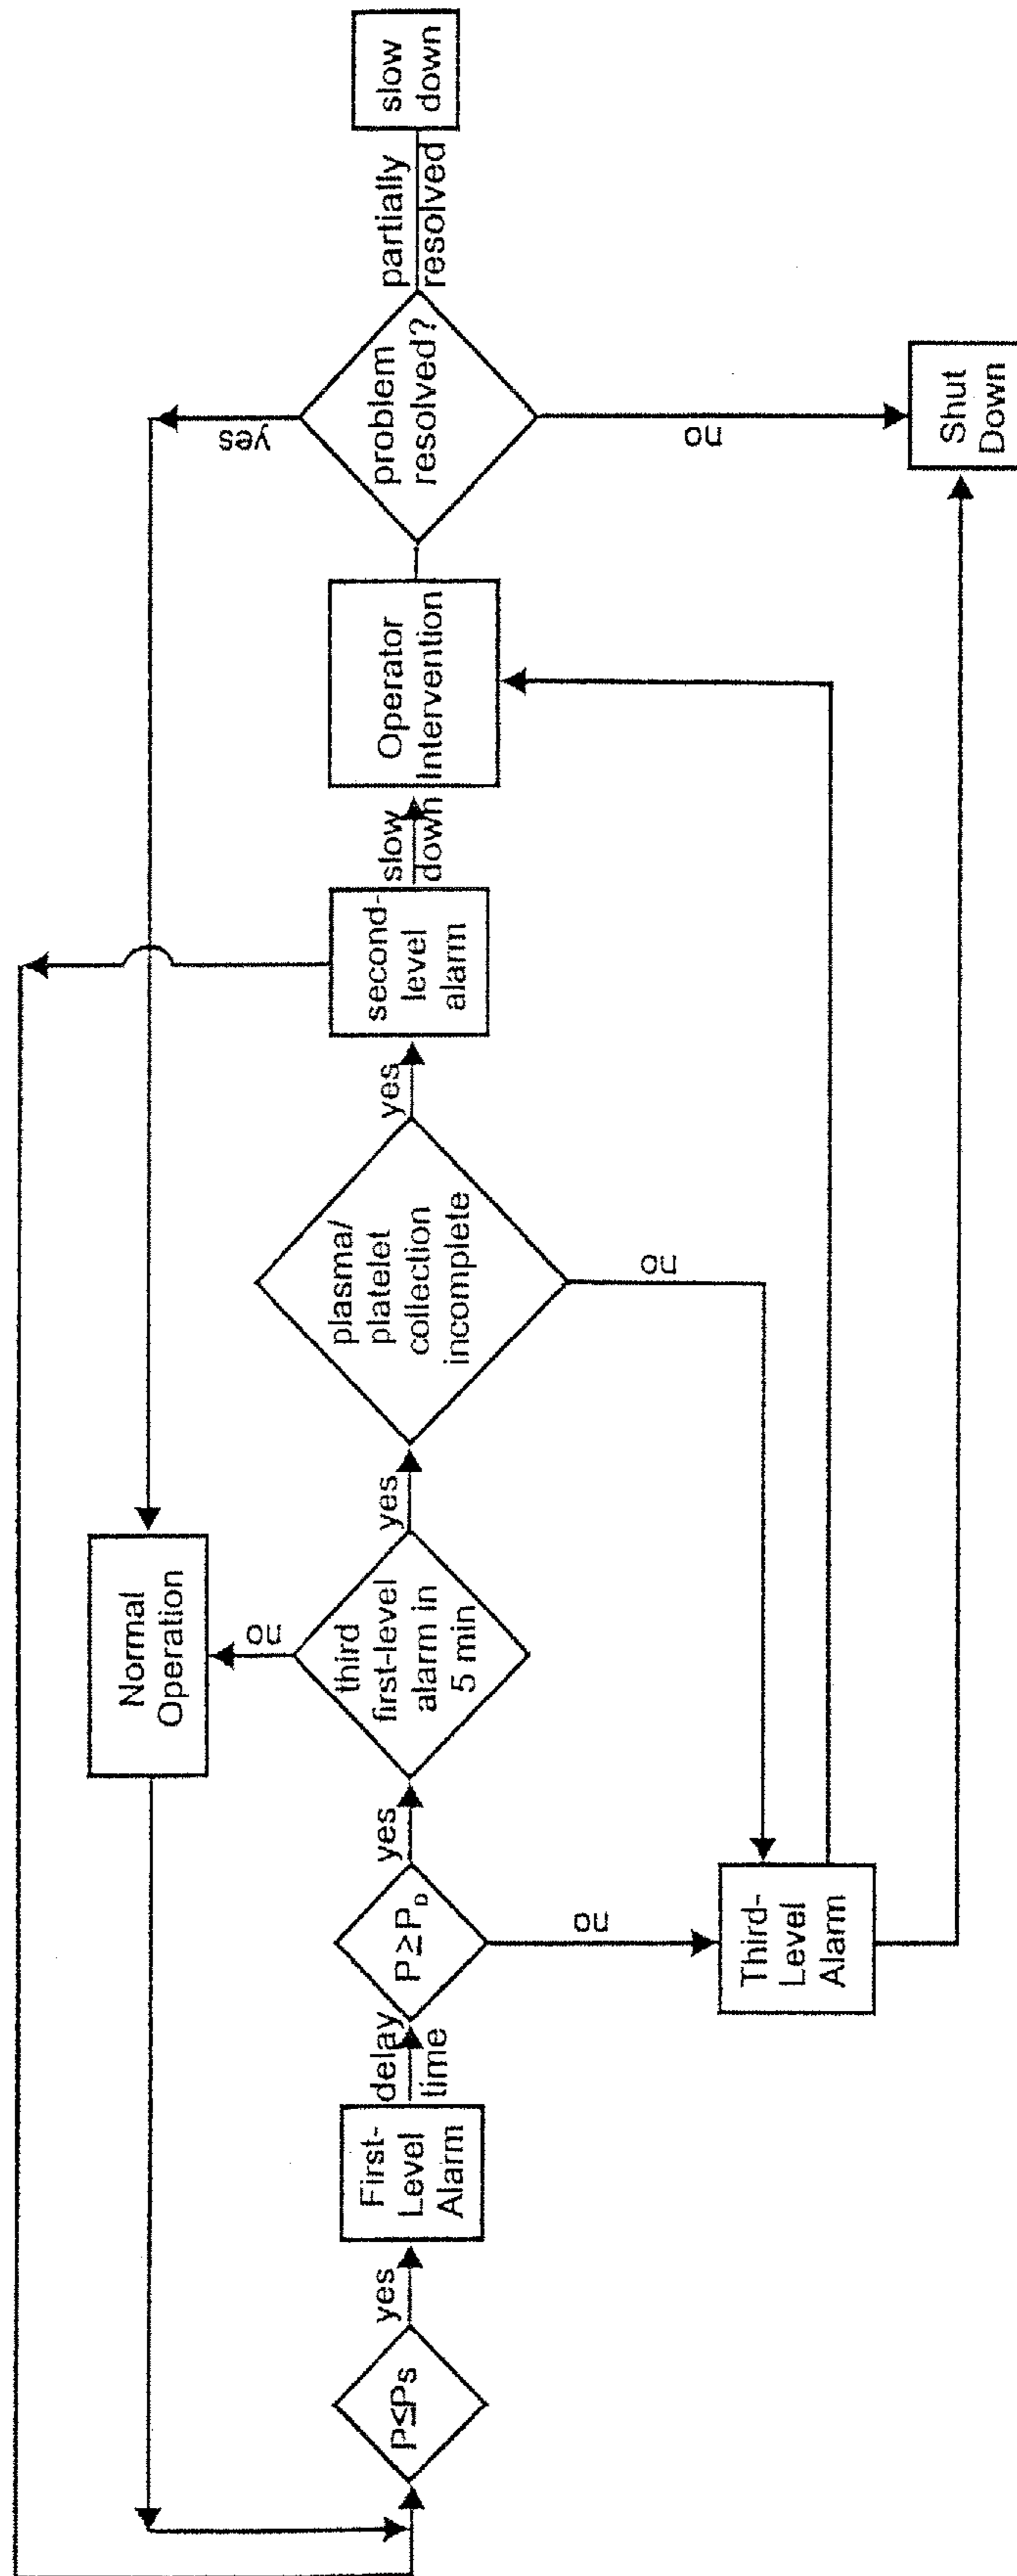 P≤Ps
yes
First-
Level
Alarm
delay
time
P≥P_D
yes
no
third
first-level
alarm in
5 min
yes
no
Normal
Operation
plasma/
platelet
collection
incomplete
yes
no
second-
level
alarm
slow
down
Operator
Intervention
problem
resolved?
yes
no
partially
resolved
slow
down
Third-
Level
Alarm
Shut
Down